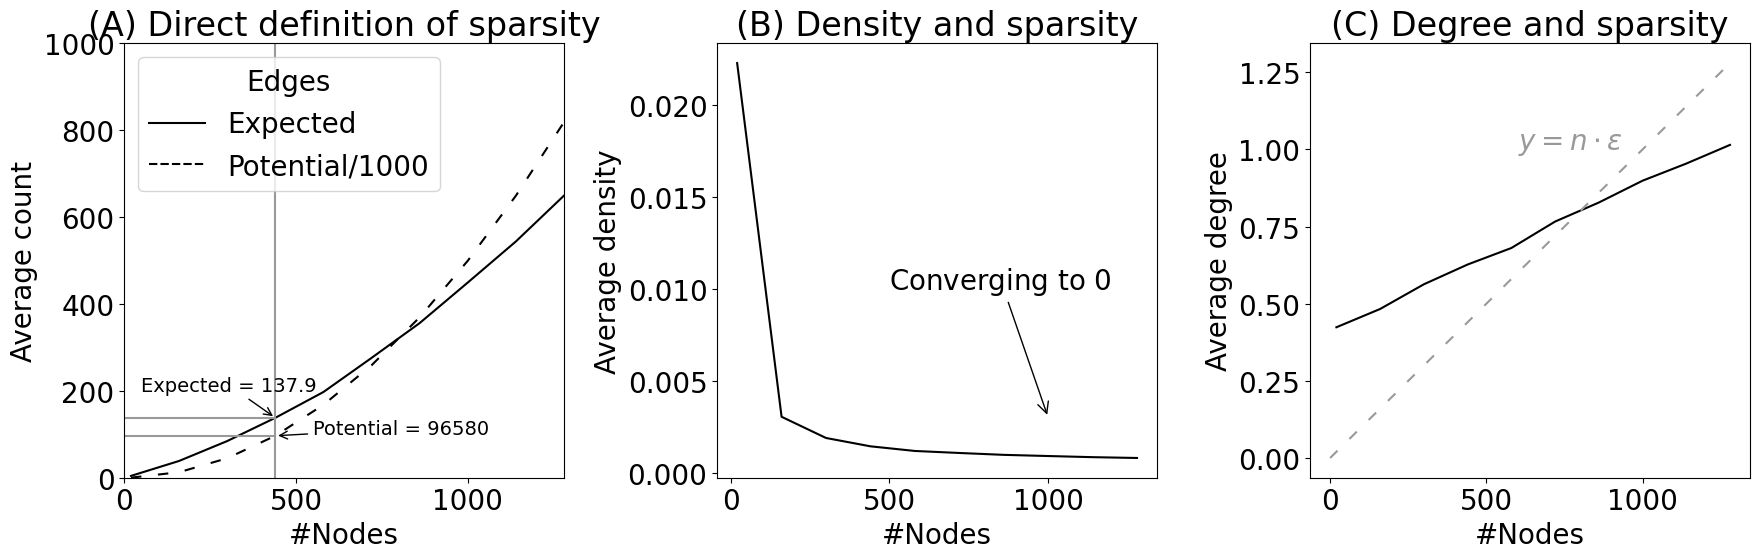 (A) Direct definition of sparsity
1000
800
600
400
200
0
Average count
Edges
Expected
Potential/1000
Expected = 137.9
Potential = 96580
0
500
1000
#Nodes
(B) Density and sparsity
0.020
0.015
0.010
0.005
0.000
Average density
Converging to 0
0
500
1000
#Nodes
(C) Degree and sparsity
1.25
1.00
0.75
0.50
0.25
0.00
Average degree
y = n · ε
0
500
1000
#Nodes